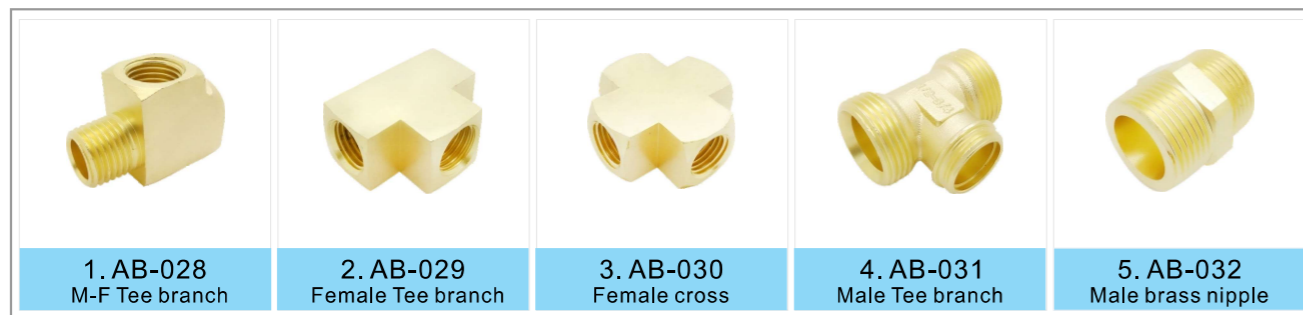 1. AB-028
M-F Tee branch
2. AB-029
Female Tee branch
3. AB-030
Female cross
4. AB-031
Male Tee branch
5. AB-032
Male brass nipple